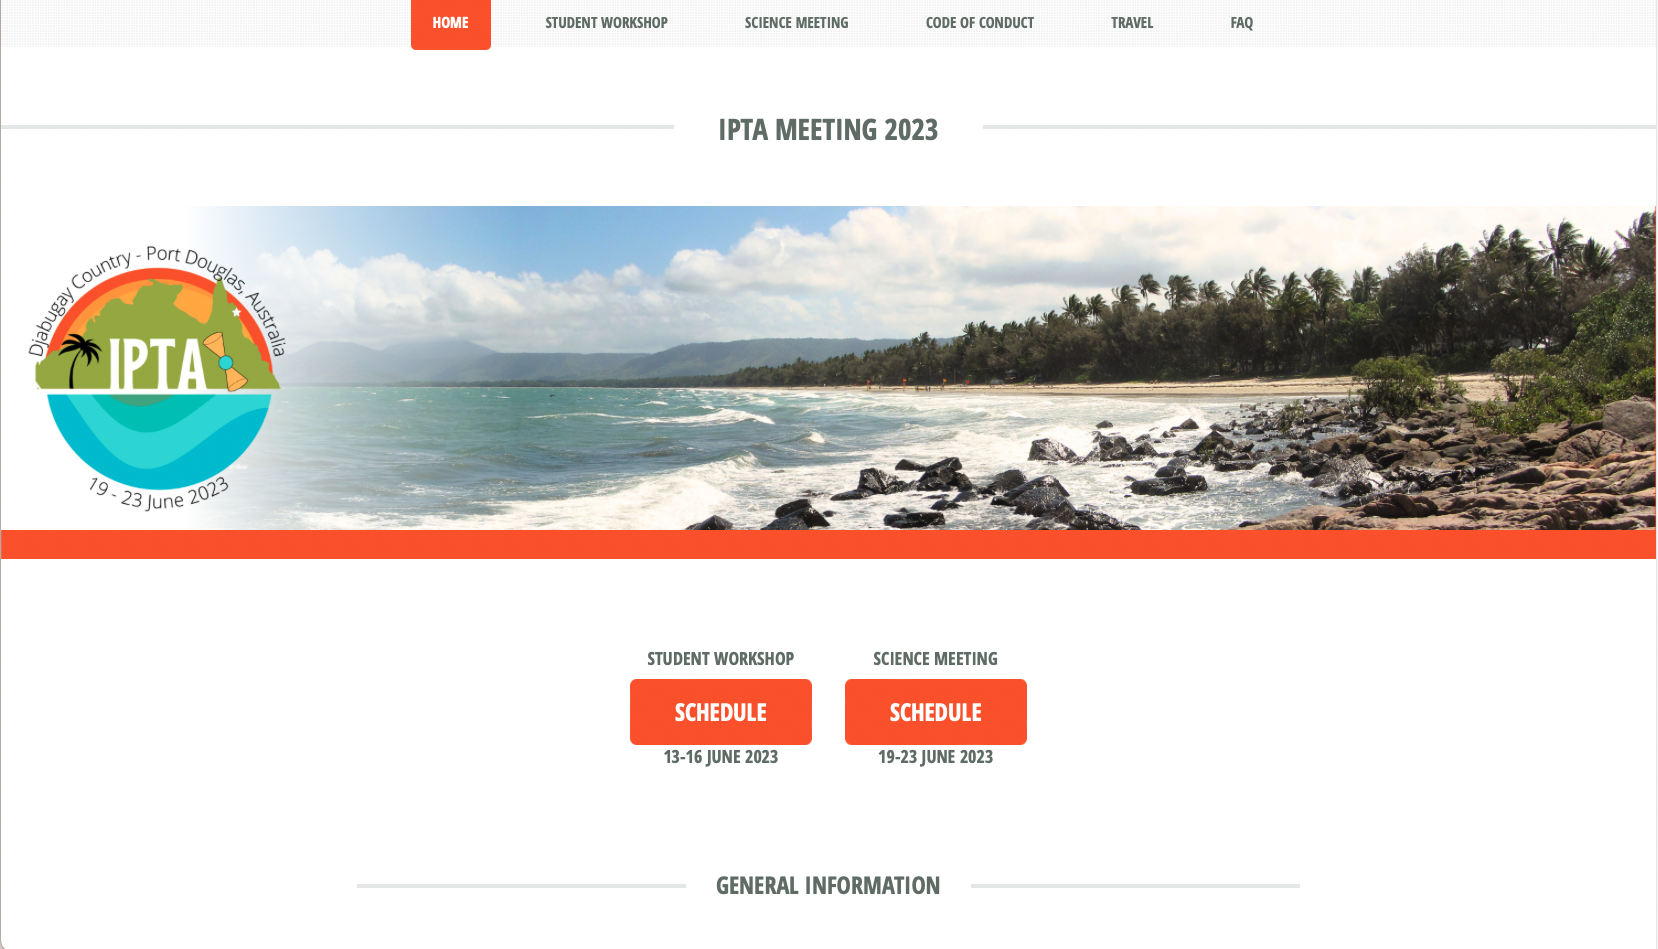 HOME STUDENT WORKSHOP SCIENCE MEETING CODE OF CONDUCT TRAVEL FAQ
IPTA MEETING 2023
Djabugay Country - Port Douglas, Australia
IPTA
19 - 23 June 2023
STUDENT WORKSHOP SCIENCE MEETING
SCHEDULE SCHEDULE
13-16 JUNE 2023 19-23 JUNE 2023
GENERAL INFORMATION